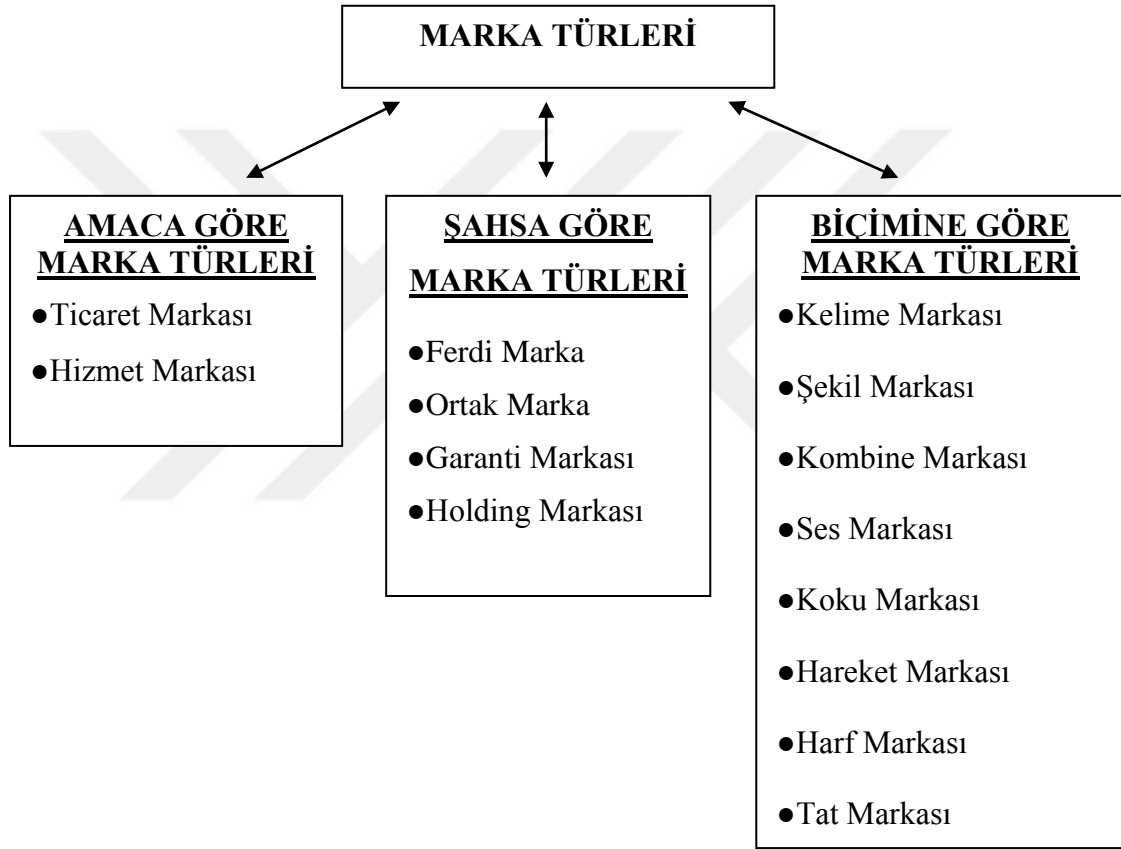 MARKA TÜRLERİ
AMACA GÖRE
MARKA TÜRLERİ
●Ticaret Markası
●Hizmet Markası
ŞAHSA GÖRE
MARKA TÜRLERİ
●Ferdi Marka
●Ortak Marka
●Garanti Markası
●Holding Markası
BİÇİMİNE GÖRE
MARKA TÜRLERİ
●Kelime Markası
●Şekil Markası
●Kombine Markası
●Ses Markası
●Koku Markası
●Hareket Markası
●Harf Markası
●Tat Markası